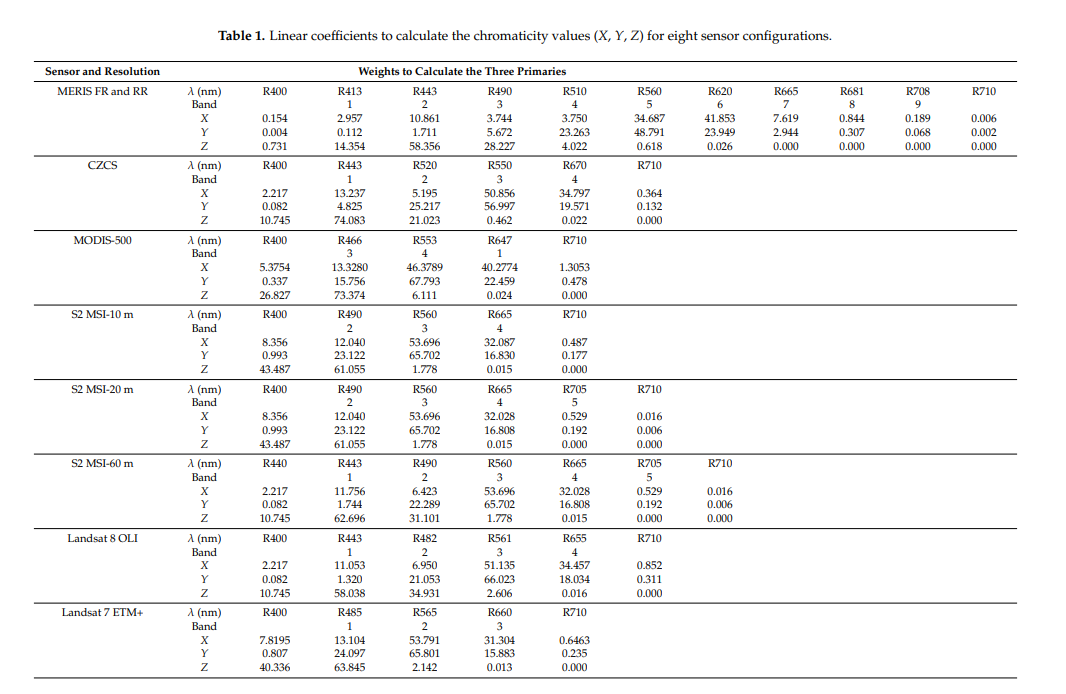 Table 1. Linear coefficients to calculate the chromaticity values (X, Y, Z) for eight sensor configurations.
Sensor and Resolution Weights to Calculate the Three Primaries
MERIS FR and RR λ (nm) R400 R413 R443 R490 R510 R560 R620 R665 R681 R708 R710
Band 1 2 3 4 5 6 7 8 9
X 0.154 2.957 10.861 3.744 3.750 34.687 41.853 7.619 0.844 0.189 0.006
Y 0.004 0.112 1.711 5.672 23.263 48.791 23.949 2.944 0.307 0.068 0.002
Z 0.731 14.354 58.356 28.227 4.022 0.618 0.026 0.000 0.000 0.000 0.000
CZCS λ (nm) R400 R443 R520 R550 R670 R710
Band 1 2 3 4
X 2.217 13.237 5.195 50.856 34.797 0.364
Y 0.082 4.825 25.217 56.997 19.571 0.132
Z 10.745 74.083 21.023 0.462 0.022 0.000
MODIS-500 λ (nm) R400 R466 R553 R647 R710
Band 3 4 1
X 5.3754 13.3280 46.3789 40.2774 1.3053
Y 0.337 15.756 67.793 22.459 0.478
Z 26.827 73.374 6.111 0.024 0.000
S2 MSI-10 m λ (nm) R400 R490 R560 R665 R710
Band 2 3 4
X 8.356 12.040 53.696 32.087 0.487
Y 0.993 23.122 65.702 16.830 0.177
Z 43.487 61.055 1.778 0.015 0.000
S2 MSI-20 m λ (nm) R400 R490 R560 R665 R705 R710
Band 2 3 4 5
X 8.356 12.040 53.696 32.028 0.529 0.016
Y 0.993 23.122 65.702 16.808 0.192 0.006
Z 43.487 61.055 1.778 0.015 0.000 0.000
S2 MSI-60 m λ (nm) R440 R443 R490 R560 R665 R705 R710
Band 1 2 3 4 5
X 2.217 11.756 6.423 53.696 32.028 0.529 0.016
Y 0.082 1.744 22.289 65.702 16.808 0.192 0.006
Z 10.745 62.696 31.101 1.778 0.015 0.000 0.000
Landsat 8 OLI λ (nm) R400 R443 R482 R561 R655 R710
Band 1 2 3 4
X 2.217 11.053 6.950 51.135 34.457 0.852
Y 0.082 1.320 21.053 66.023 18.034 0.311
Z 10.745 58.038 34.931 2.606 0.016 0.000
Landsat 7 ETM+ λ (nm) R400 R485 R565 R660 R710
Band 1 2 3
X 7.8195 13.104 53.791 31.304 0.6463
Y 0.807 24.097 65.801 15.883 0.235
Z 40.336 63.845 2.142 0.013 0.000